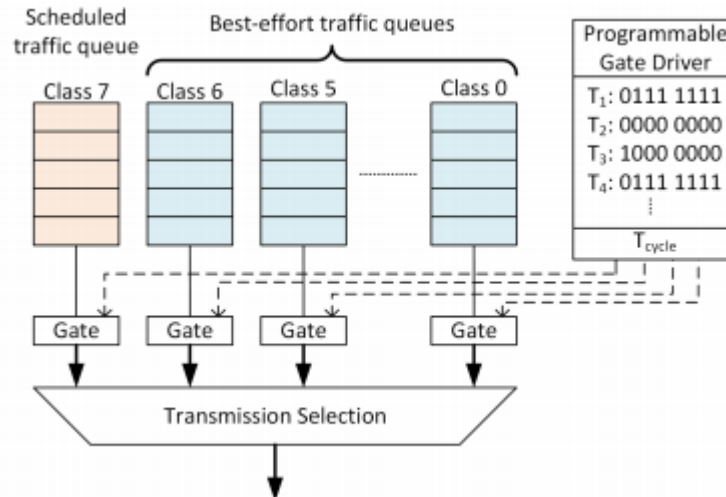 Scheduled
traffic queue
Best-effort traffic queues
Class 7
Class 6
Class 5
Class 0
Programmable
Gate Driver
T₁: 0111 1111
T₂: 0000 0000
T₃: 1000 0000
T₄: 0111 1111
T_cycle
Gate
Gate
Gate
Gate
Transmission Selection